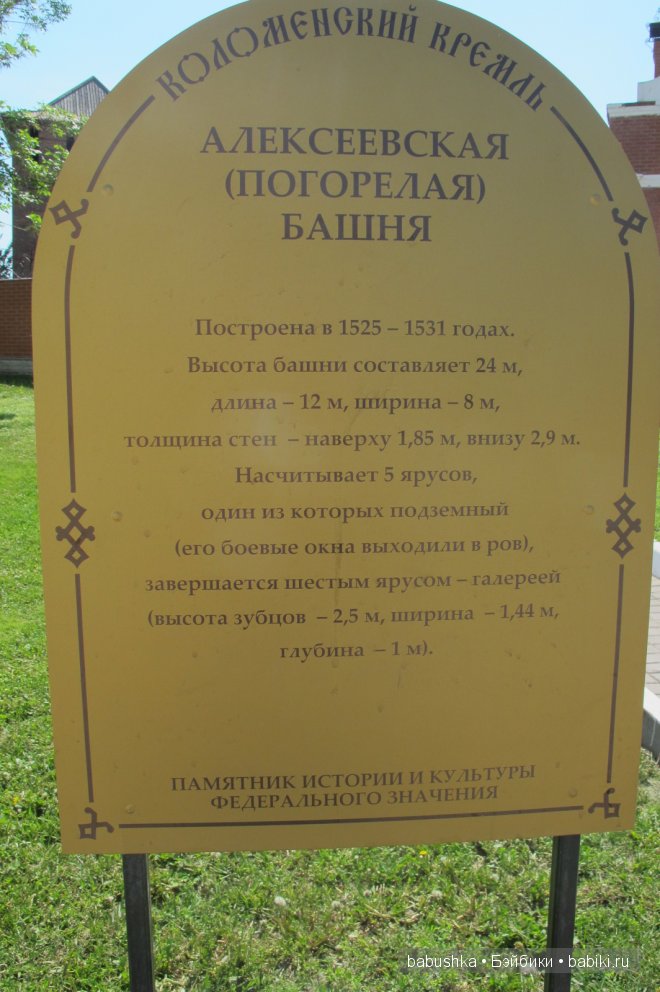 КОЛОМЕНСКИЙ КРЕМЛЬ
АЛЕКСЕЕВСКАЯ
(ПОГОРЕЛАЯ)
БАШНЯ
Построена в 1525 – 1531 годах.
Высота башни составляет 24 м,
длина – 12 м, ширина – 8 м,
толщина стен – наверху 1,85 м, внизу 2,9 м.
Насчитывает 5 ярусов,
один из которых подземный
(его боевые окна выходили в ров),
завершается шестым ярусом – галереей
(высота зубцов – 2,5 м, ширина – 1,44 м,
глубина – 1 м).
ПАМЯТНИК ИСТОРИИ И КУЛЬТУРЫ
ФЕДЕРАЛЬНОГО ЗНАЧЕНИЯ
babushka • Бэйбики • babiki.ru